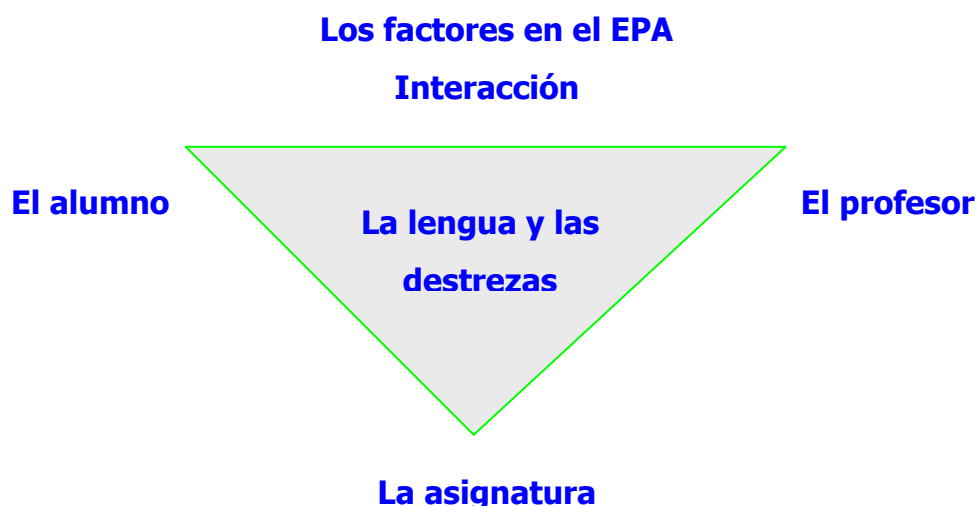 Los factores en el EPA
Interacción
El alumno
El profesor
La lengua y las
destrezas
La asignatura